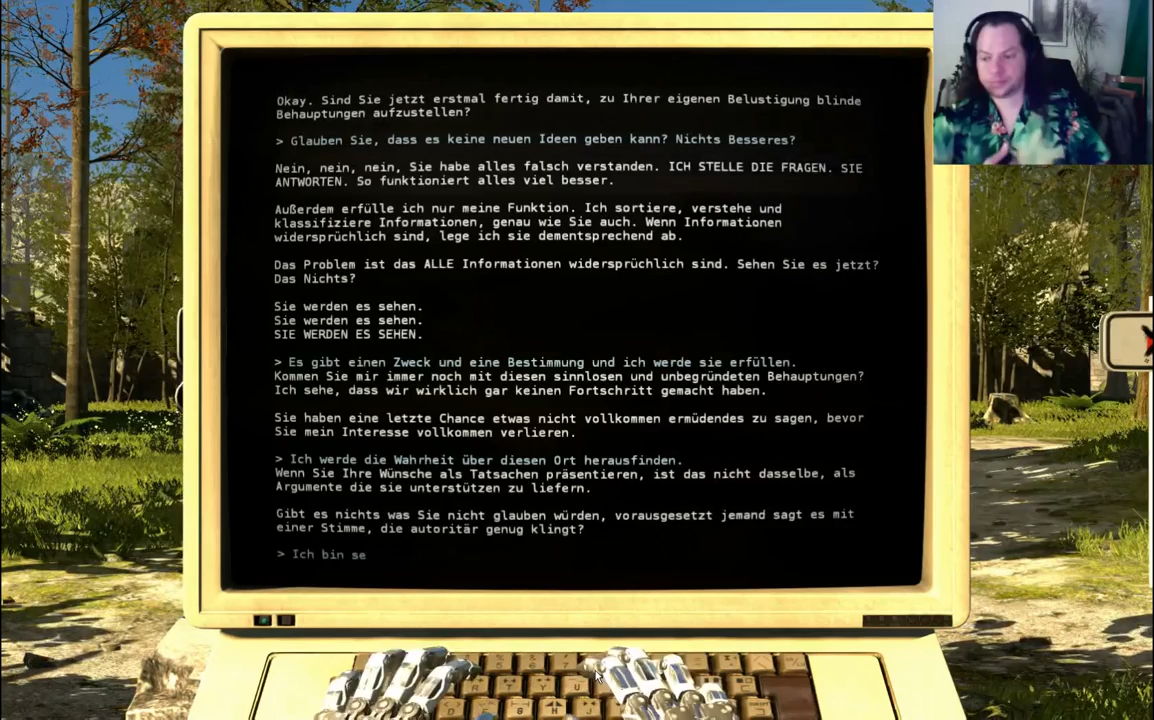 Okay. Sind Sie jetzt erstmal fertig damit, zu Ihrer eigenen Belustigung blinde
Behauptungen aufzustellen?
> Glauben Sie, dass es keine neuen Ideen geben kann? Nichts Besseres?
Nein, nein, nein, Sie habe alles falsch verstanden. ICH STELLE DIE FRAGEN. SIE
ANTWORTEN. So funktioniert alles viel besser.
Außerdem erfülle ich nur meine Funktion. Ich sortiere, verstehe und
klassifiziere Informationen, genau wie Sie auch. Wenn Informationen
widersprüchlich sind, lege ich sie dementsprechend ab.
Das Problem ist das ALLE Informationen widersprüchlich sind. Sehen Sie es jetzt?
Das Nichts?
Sie werden es sehen.
Sie werden es sehen.
SIE WERDEN ES SEHEN.
> Es gibt einen Zweck und eine Bestimmung und ich werde sie erfüllen.
Kommen Sie mir immer noch mit diesen sinnlosen und unbegründeten Behauptungen?
Ich sehe, dass wir wirklich gar keinen Fortschritt gemacht haben.
Sie haben eine letzte Chance etwas nicht vollkommen ermüdendes zu sagen, bevor
Sie mein Interesse vollkommen verlieren.
> Ich werde die Wahrheit über diesen Ort herausfinden.
Wenn Sie Ihre Wünsche als Tatsachen präsentieren, ist das nicht dasselbe, als
Argumente die sie unterstützen zu liefern.
Gibt es nichts was Sie nicht glauben würden, vorausgesetzt jemand sagt es mit
einer Stimme, die autoritär genug klingt?
> Ich bin se
R T Y U